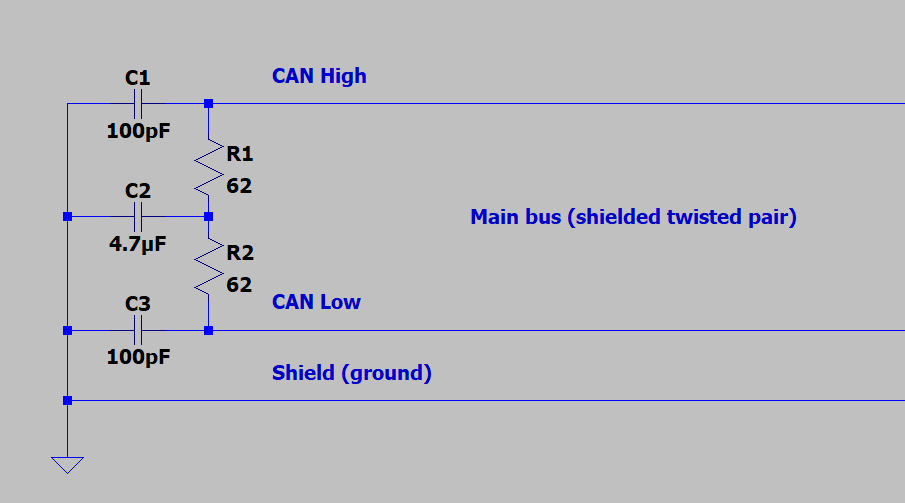 C1
CAN High
100pF
R1
62
C2
4.7µF
Main bus (shielded twisted pair)
R2
62
C3
CAN Low
100pF
Shield (ground)